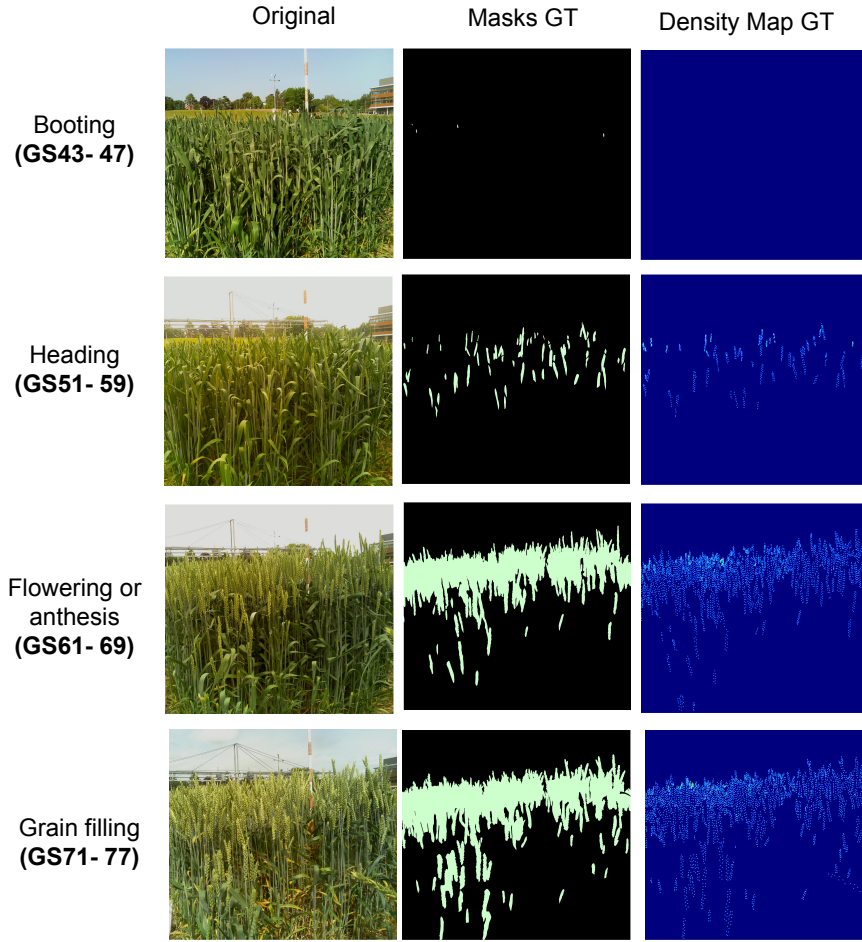 Original
Masks GT
Density Map GT
Booting
(GS43- 47)
Heading
(GS51- 59)
Flowering or
anthesis
(GS61- 69)
Grain filling
(GS71- 77)